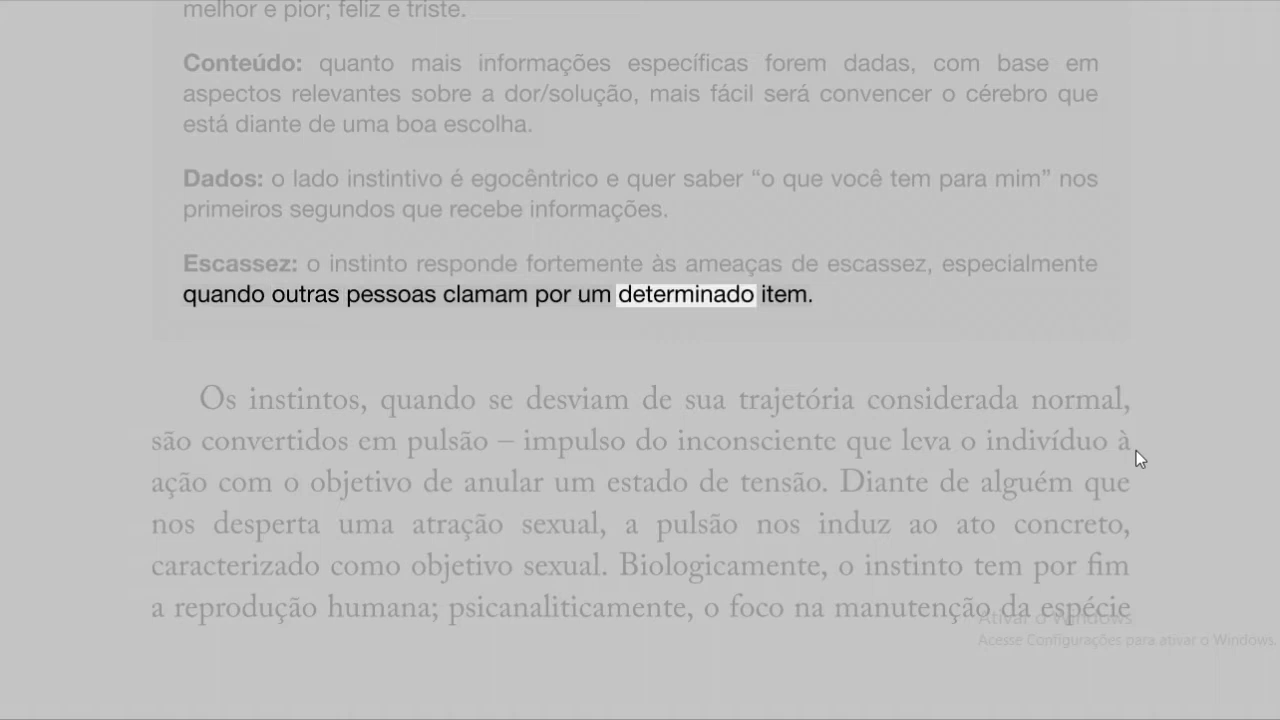 melhor e pior; feliz e triste.
Conteúdo: quanto mais informações específicas forem dadas, com base em
aspectos relevantes sobre a dor/solução, mais fácil será convencer o cérebro que
está diante de uma boa escolha.
Dados: o lado instintivo é egocêntrico e quer saber “o que você tem para mim” nos
primeiros segundos que recebe informações.
Escassez: o instinto responde fortemente às ameaças de escassez, especialmente
quando outras pessoas clamam por um determinado item.
Os instintos, quando se desviam de sua trajetória considerada normal,
são convertidos em pulsão – impulso do inconsciente que leva o indivíduo à
ação com o objetivo de anular um estado de tensão. Diante de alguém que
nos desperta uma atração sexual, a pulsão nos induz ao ato concreto,
caracterizado como objetivo sexual. Biologicamente, o instinto tem por fim
a reprodução humana; psicanaliticamente, o foco na manutenção da espécie
Ativar o Windows
Acesse Configurações para ativar o Windows.